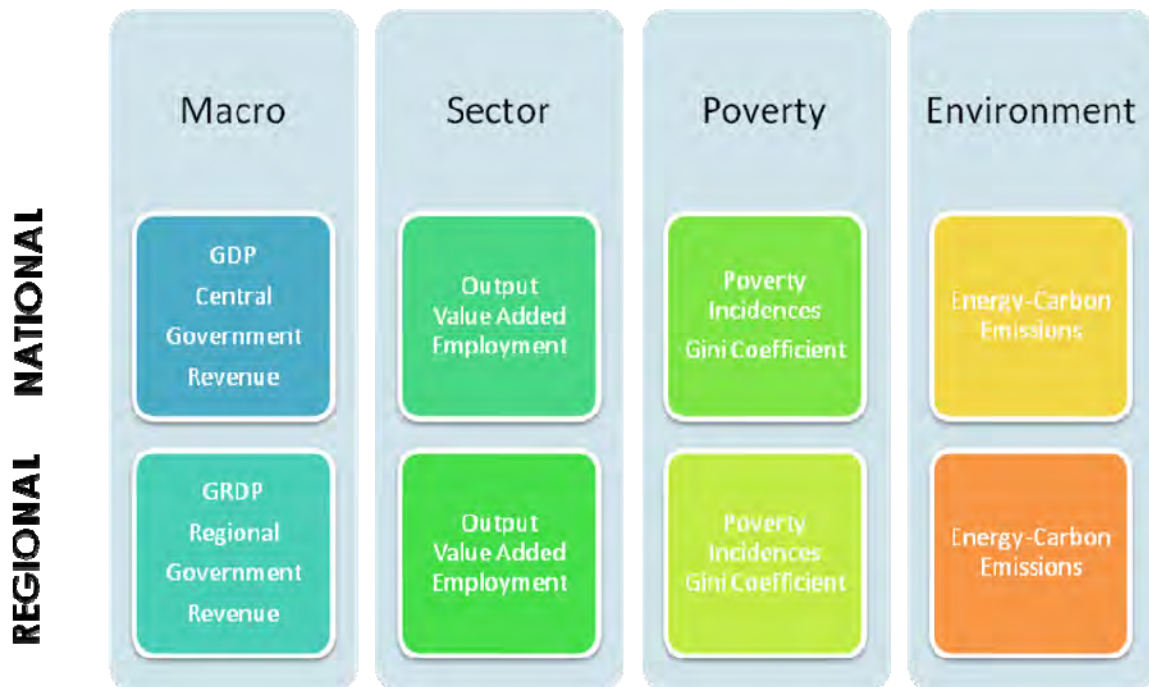 Macro
Sector
Poverty
Environment
NATIONAL
GDP
Central
Government
Revenue
Output
Value Added
Employment
Poverty
Incidences
Gini Coefficient
Energy-Carbon
Emissions
REGIONAL
GRDP
Regional
Government
Revenue
Output
Value Added
Employment
Poverty
Incidences
Gini Coefficient
Energy-Carbon
Emissions